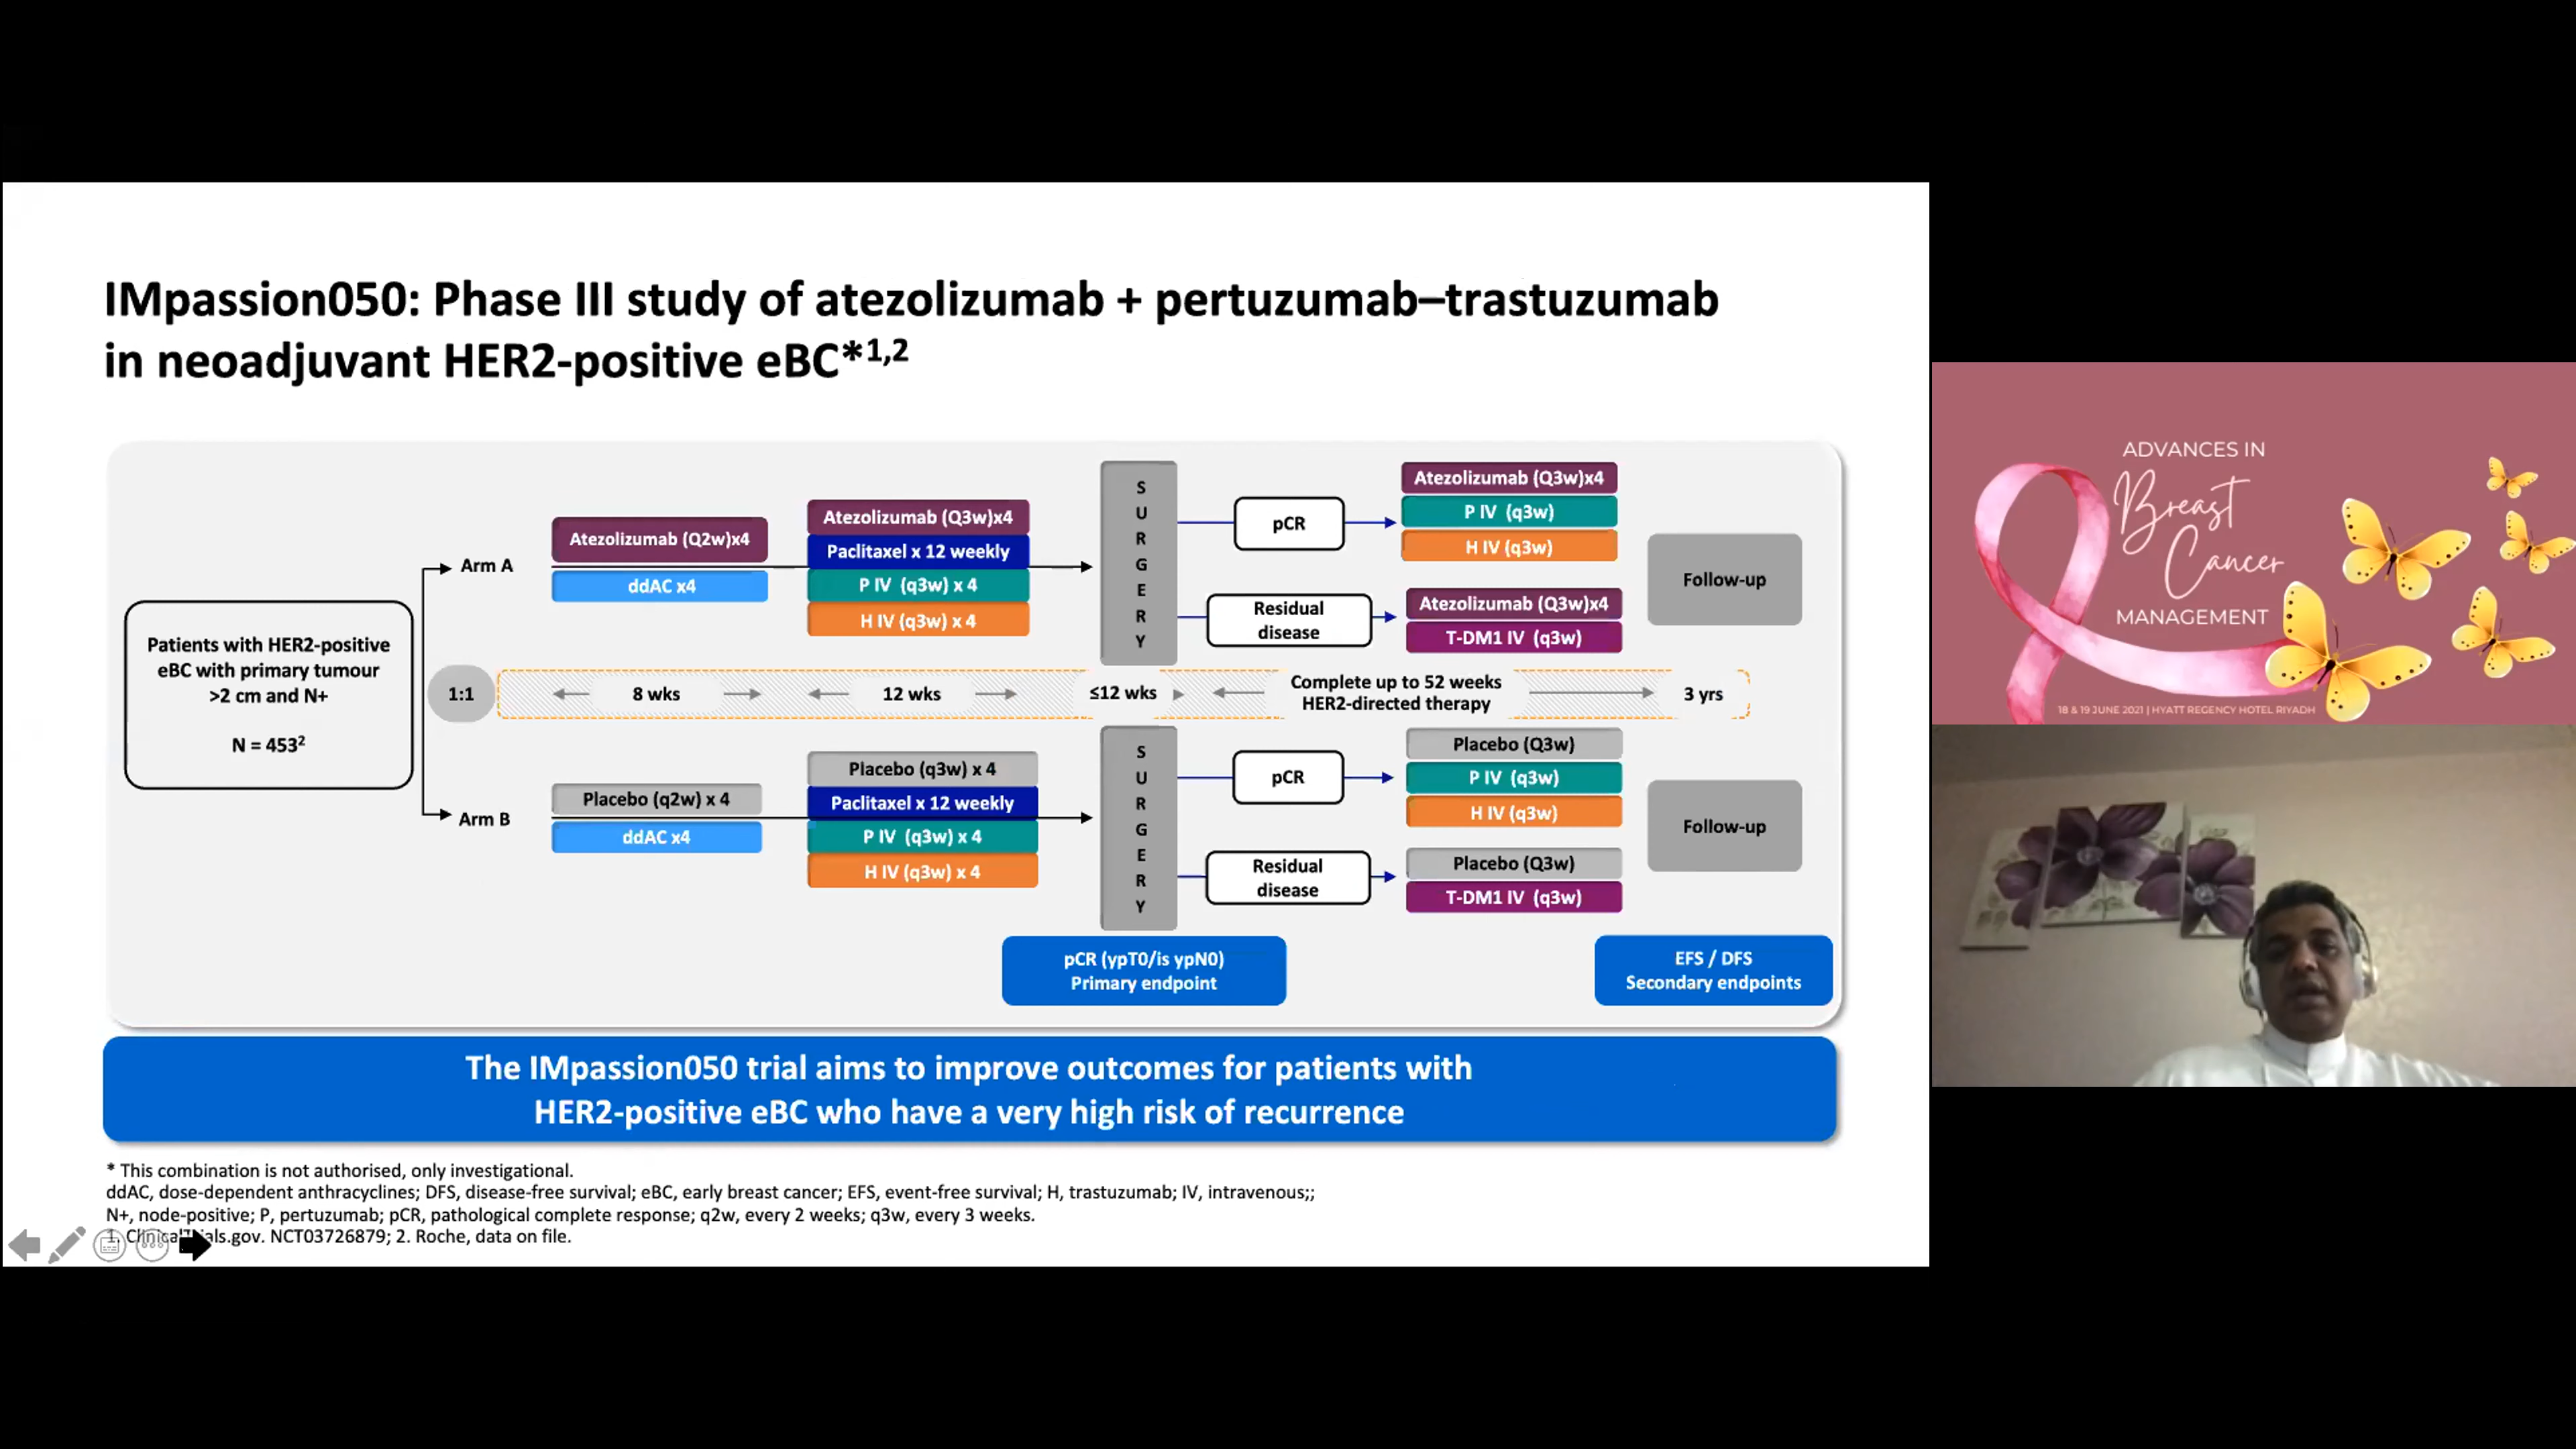 IMpassion050: Phase III study of atezolizumab + pertuzumab–trastuzumab
in neoadjuvant HER2-positive eBC*1,2
Patients with HER2-positive
eBC with primary tumour
>2 cm and N+
N = 453²
1:1
Arm A
Atezolizumab (Q2w)x4
ddAC x4
Atezolizumab (Q3w)x4
Paclitaxel x 12 weekly
P IV (q3w) x 4
H IV (q3w) x 4
SURGERY
pCR
Atezolizumab (Q3w)x4
P IV (q3w)
H IV (q3w)
Residual
disease
Atezolizumab (Q3w)x4
T-DM1 IV (q3w)
Follow-up
8 wks
12 wks
≤12 wks
Complete up to 52 weeks
HER2-directed therapy
3 yrs
Arm B
Placebo (q2w) x 4
ddAC x4
Placebo (q3w) x 4
Paclitaxel x 12 weekly
P IV (q3w) x 4
H IV (q3w) x 4
SURGERY
pCR
Placebo (Q3w)
P IV (q3w)
H IV (q3w)
Residual
disease
Placebo (Q3w)
T-DM1 IV (q3w)
Follow-up
pCR (ypT0/is ypN0)
Primary endpoint
EFS / DFS
Secondary endpoints
The IMpassion050 trial aims to improve outcomes for patients with
HER2-positive eBC who have a very high risk of recurrence
* This combination is not authorised, only investigational.
ddAC, dose-dependent anthracyclines; DFS, disease-free survival; eBC, early breast cancer; EFS, event-free survival; H, trastuzumab; IV, intravenous;;
N+, node-positive; P, pertuzumab; pCR, pathological complete response; q2w, every 2 weeks; q3w, every 3 weeks.
1. ClinicalTrials.gov. NCT03726879; 2. Roche, data on file.
ADVANCES IN
Breast
Cancer
MANAGEMENT
18 & 19 JUNE 2021 | HYATT REGENCY HOTEL RIYADH